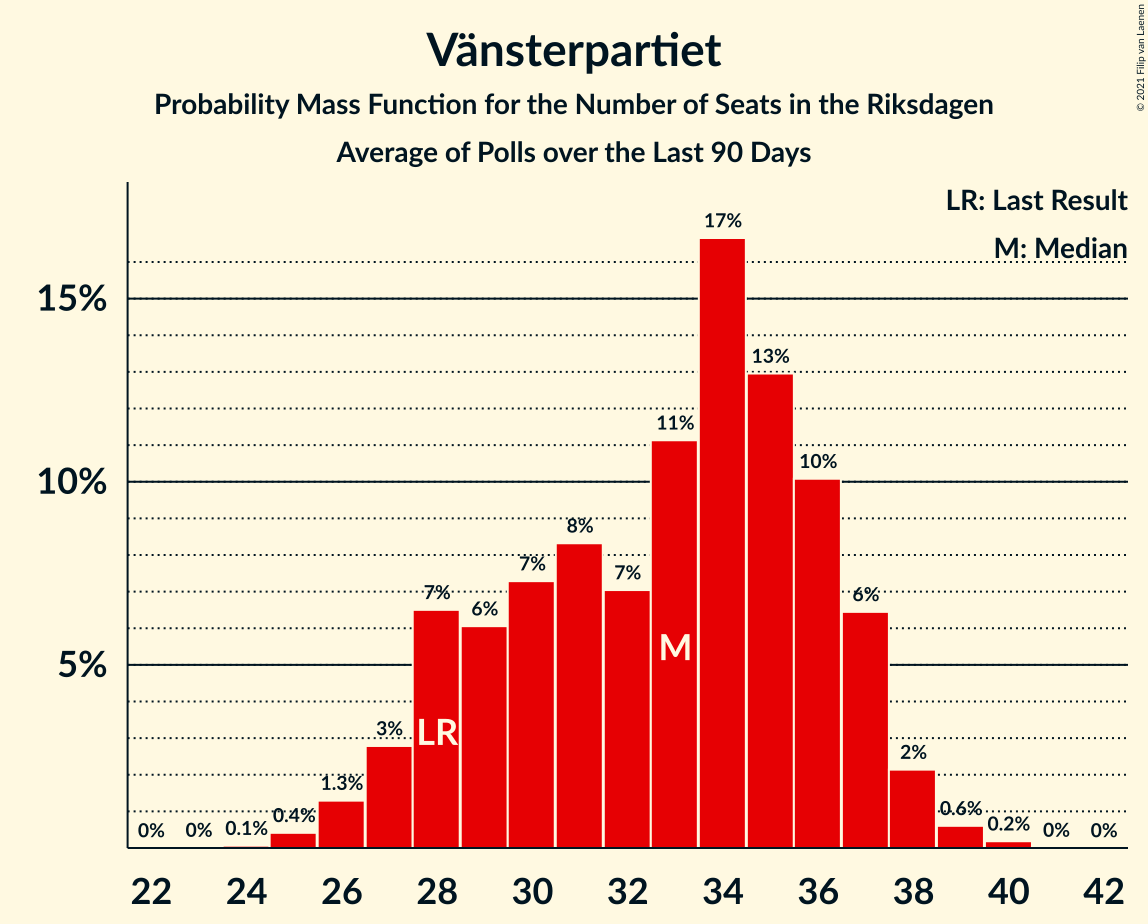 Vänsterpartiet
Probability Mass Function for the Number of Seats in the Riksdagen
Average of Polls over the Last 90 Days
© 2021 Filip van Laenen
LR: Last Result
M: Median
15%
10%
5%
0% 0% 0.1% 0.4% 1.3% 3% 7% 6% 7% 8% 7% 11% 17% 13% 10% 6% 2% 0.6% 0.2% 0% 0%
LR
M
22 24 26 28 30 32 34 36 38 40 42